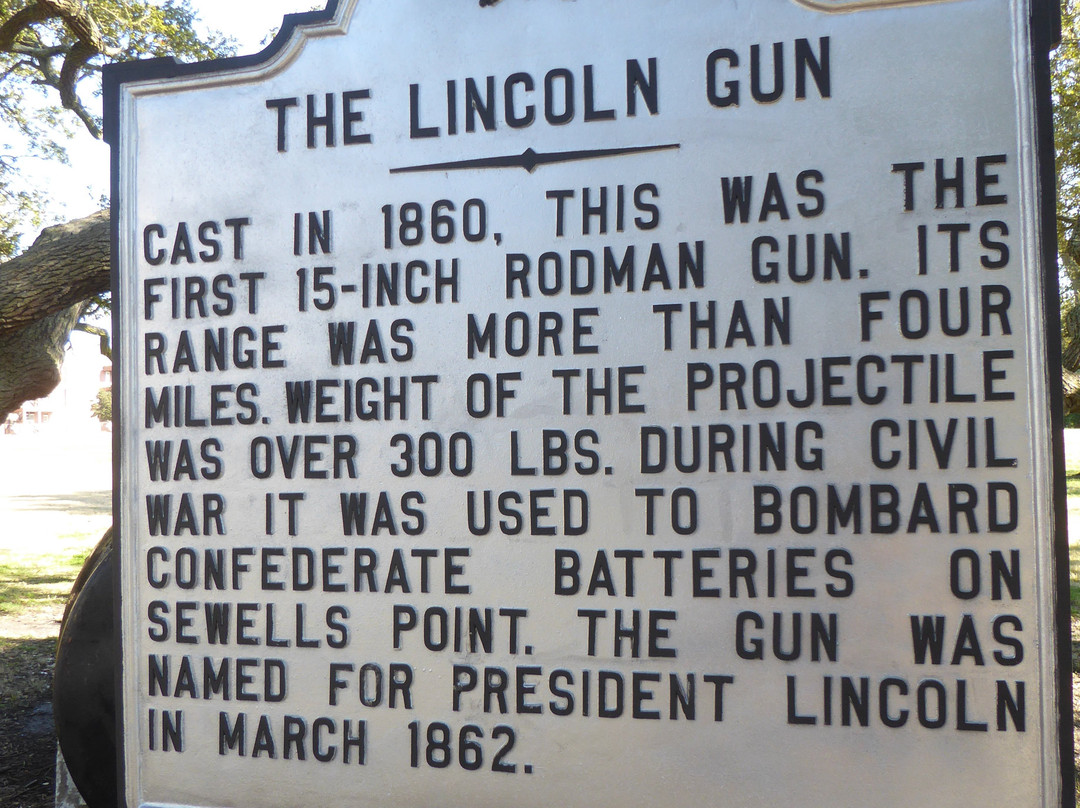 THE LINCOLN GUN
CAST IN 1860, THIS WAS THE
FIRST 15-INCH RODMAN GUN. ITS
RANGE WAS MORE THAN FOUR
MILES. WEIGHT OF THE PROJECTILE
WAS OVER 300 LBS. DURING CIVIL
WAR IT WAS USED TO BOMBARD
CONFEDERATE BATTERIES ON
SEWELLS POINT. THE GUN WAS
NAMED FOR PRESIDENT LINCOLN
IN MARCH 1862.